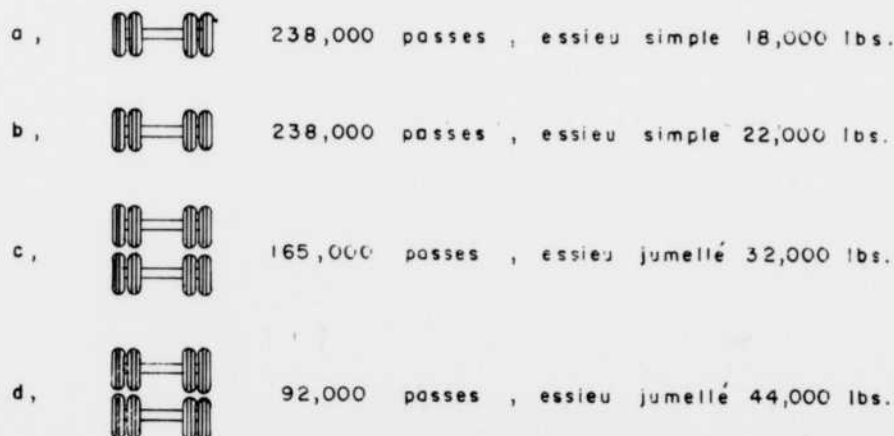 a, 238,000 passes, essieu simple 18,000 lbs.
b, 238,000 passes, essieu simple 22,000 lbs.
c, 165,000 passes, essieu jumellé 32,000 lbs.
d, 92,000 passes, essieu jumellé 44,000 lbs.